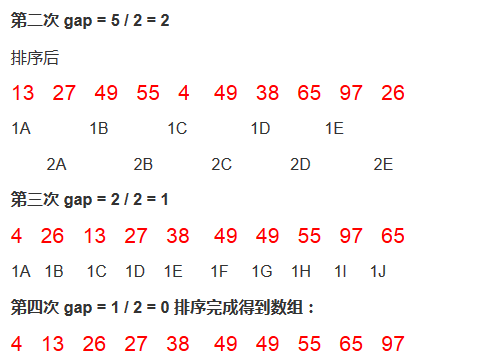 第二次 gap = 5 / 2 = 2
排序后
13 27 49 55 4 49 38 65 97 26
1A 1B 1C 1D 1E
2A 2B 2C 2D 2E
第三次 gap = 2 / 2 = 1
4 26 13 27 38 49 49 55 97 65
1A 1B 1C 1D 1E 1F 1G 1H 1I 1J
第四次 gap = 1 / 2 = 0 排序完成得到数组：
4 13 26 27 38 49 49 55 65 97